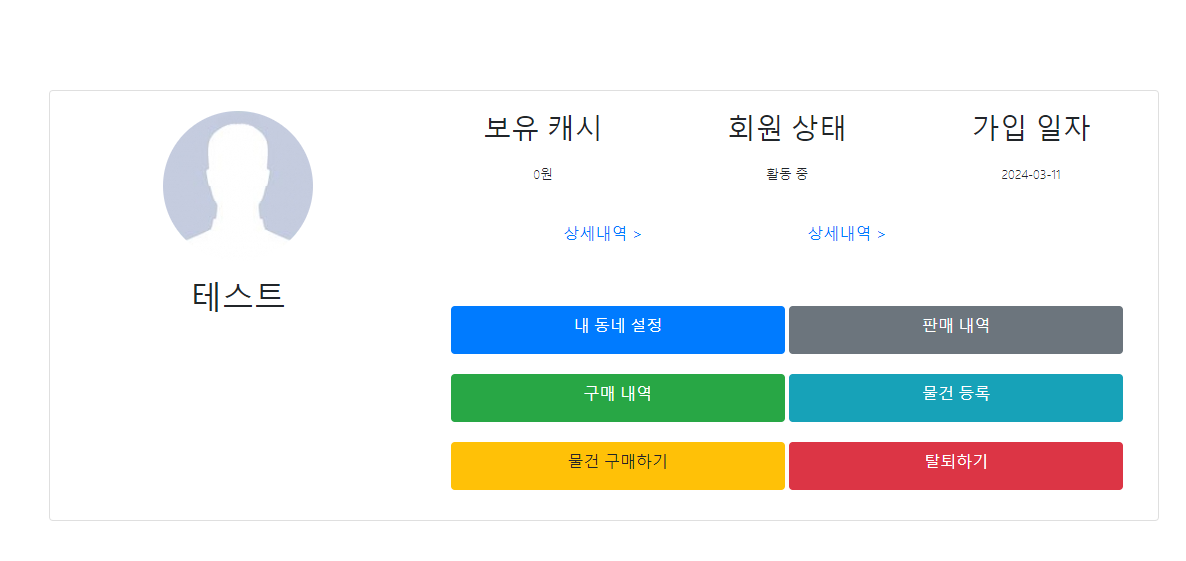 보유 캐시
회원 상태
가입 일자
0원
활동 중
2024-03-11
상세내역 >
상세내역 >
테스트
내 동네 설정
판매 내역
구매 내역
물건 등록
물건 구매하기
탈퇴하기